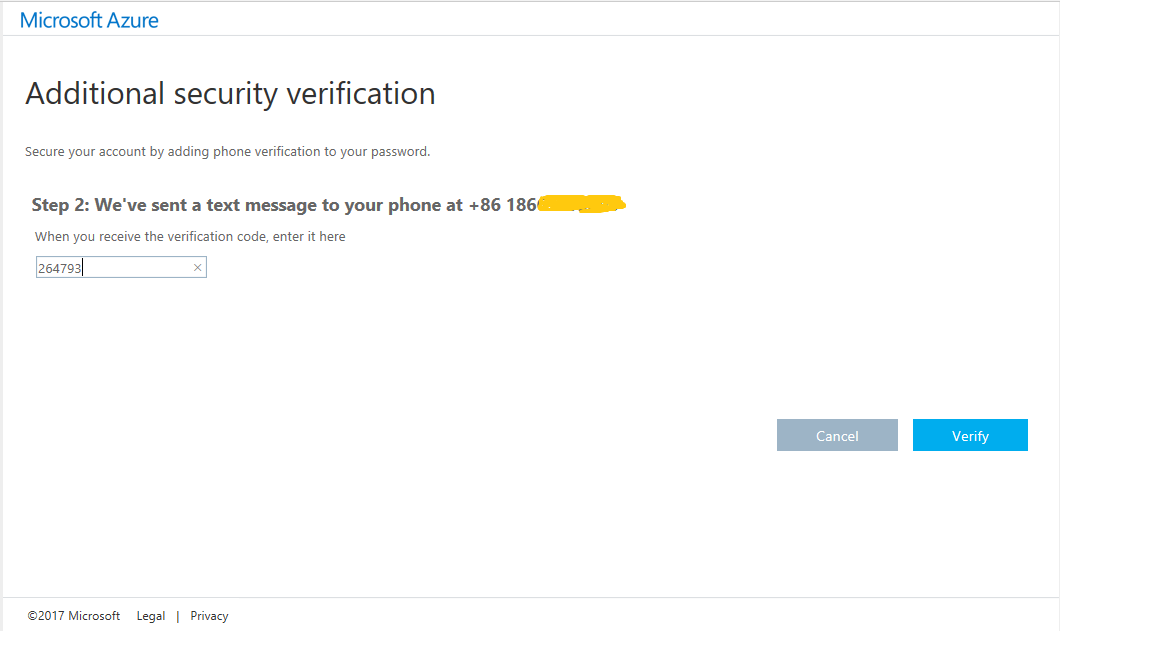 Microsoft Azure
Additional security verification
Secure your account by adding phone verification to your password.
Step 2: We've sent a text message to your phone at +86 186
When you receive the verification code, enter it here
264793
Cancel Verify
©2017 Microsoft Legal | Privacy